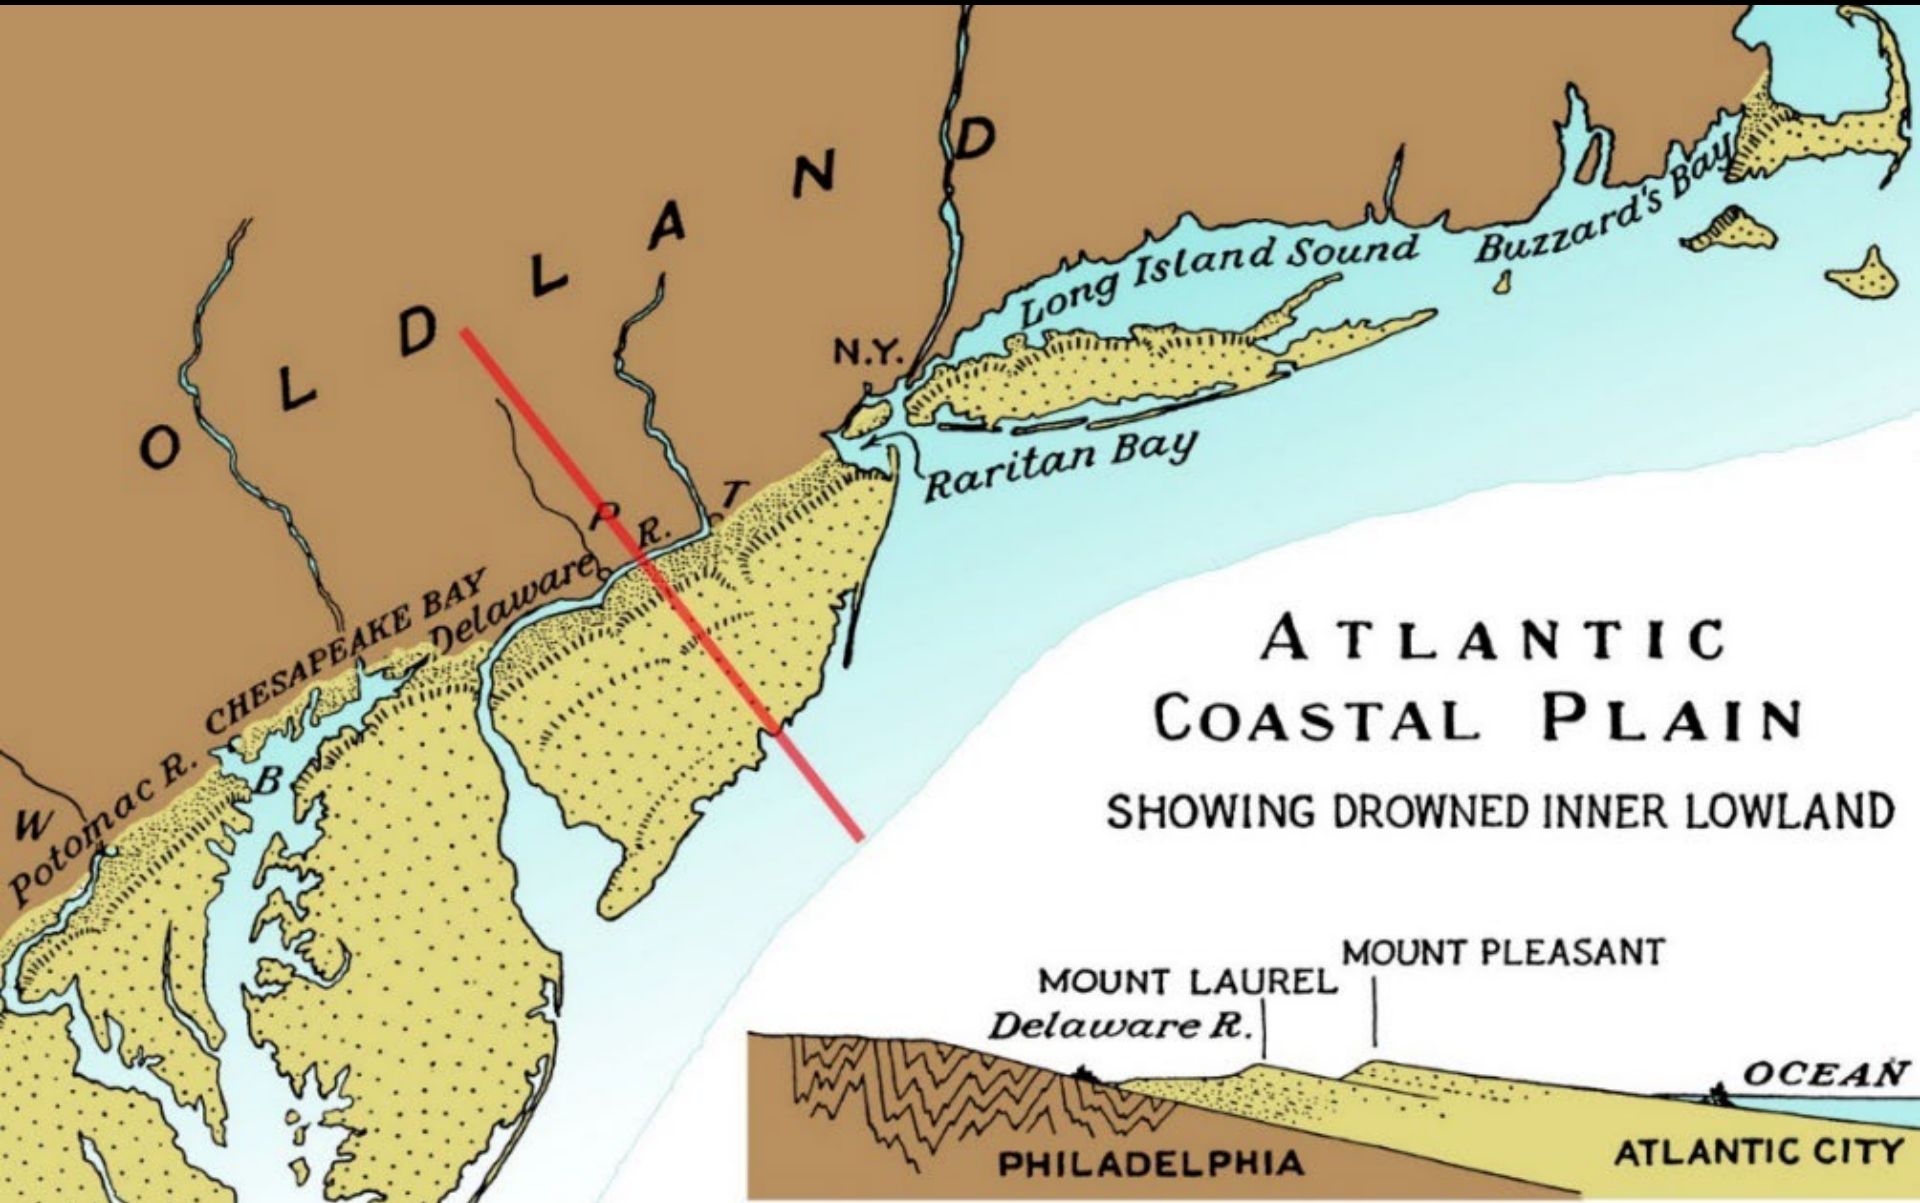 OLDLAND
N.Y.
Long Island Sound
Buzzard's Bay
Raritan Bay
T
P
R.
Delaware
CHESAPEAKE BAY
Potomac R.
B
W
ATLANTIC
COASTAL PLAIN
SHOWING DROWNED INNER LOWLAND
MOUNT PLEASANT
MOUNT LAUREL
Delaware R.
OCEAN
PHILADELPHIA
ATLANTIC CITY